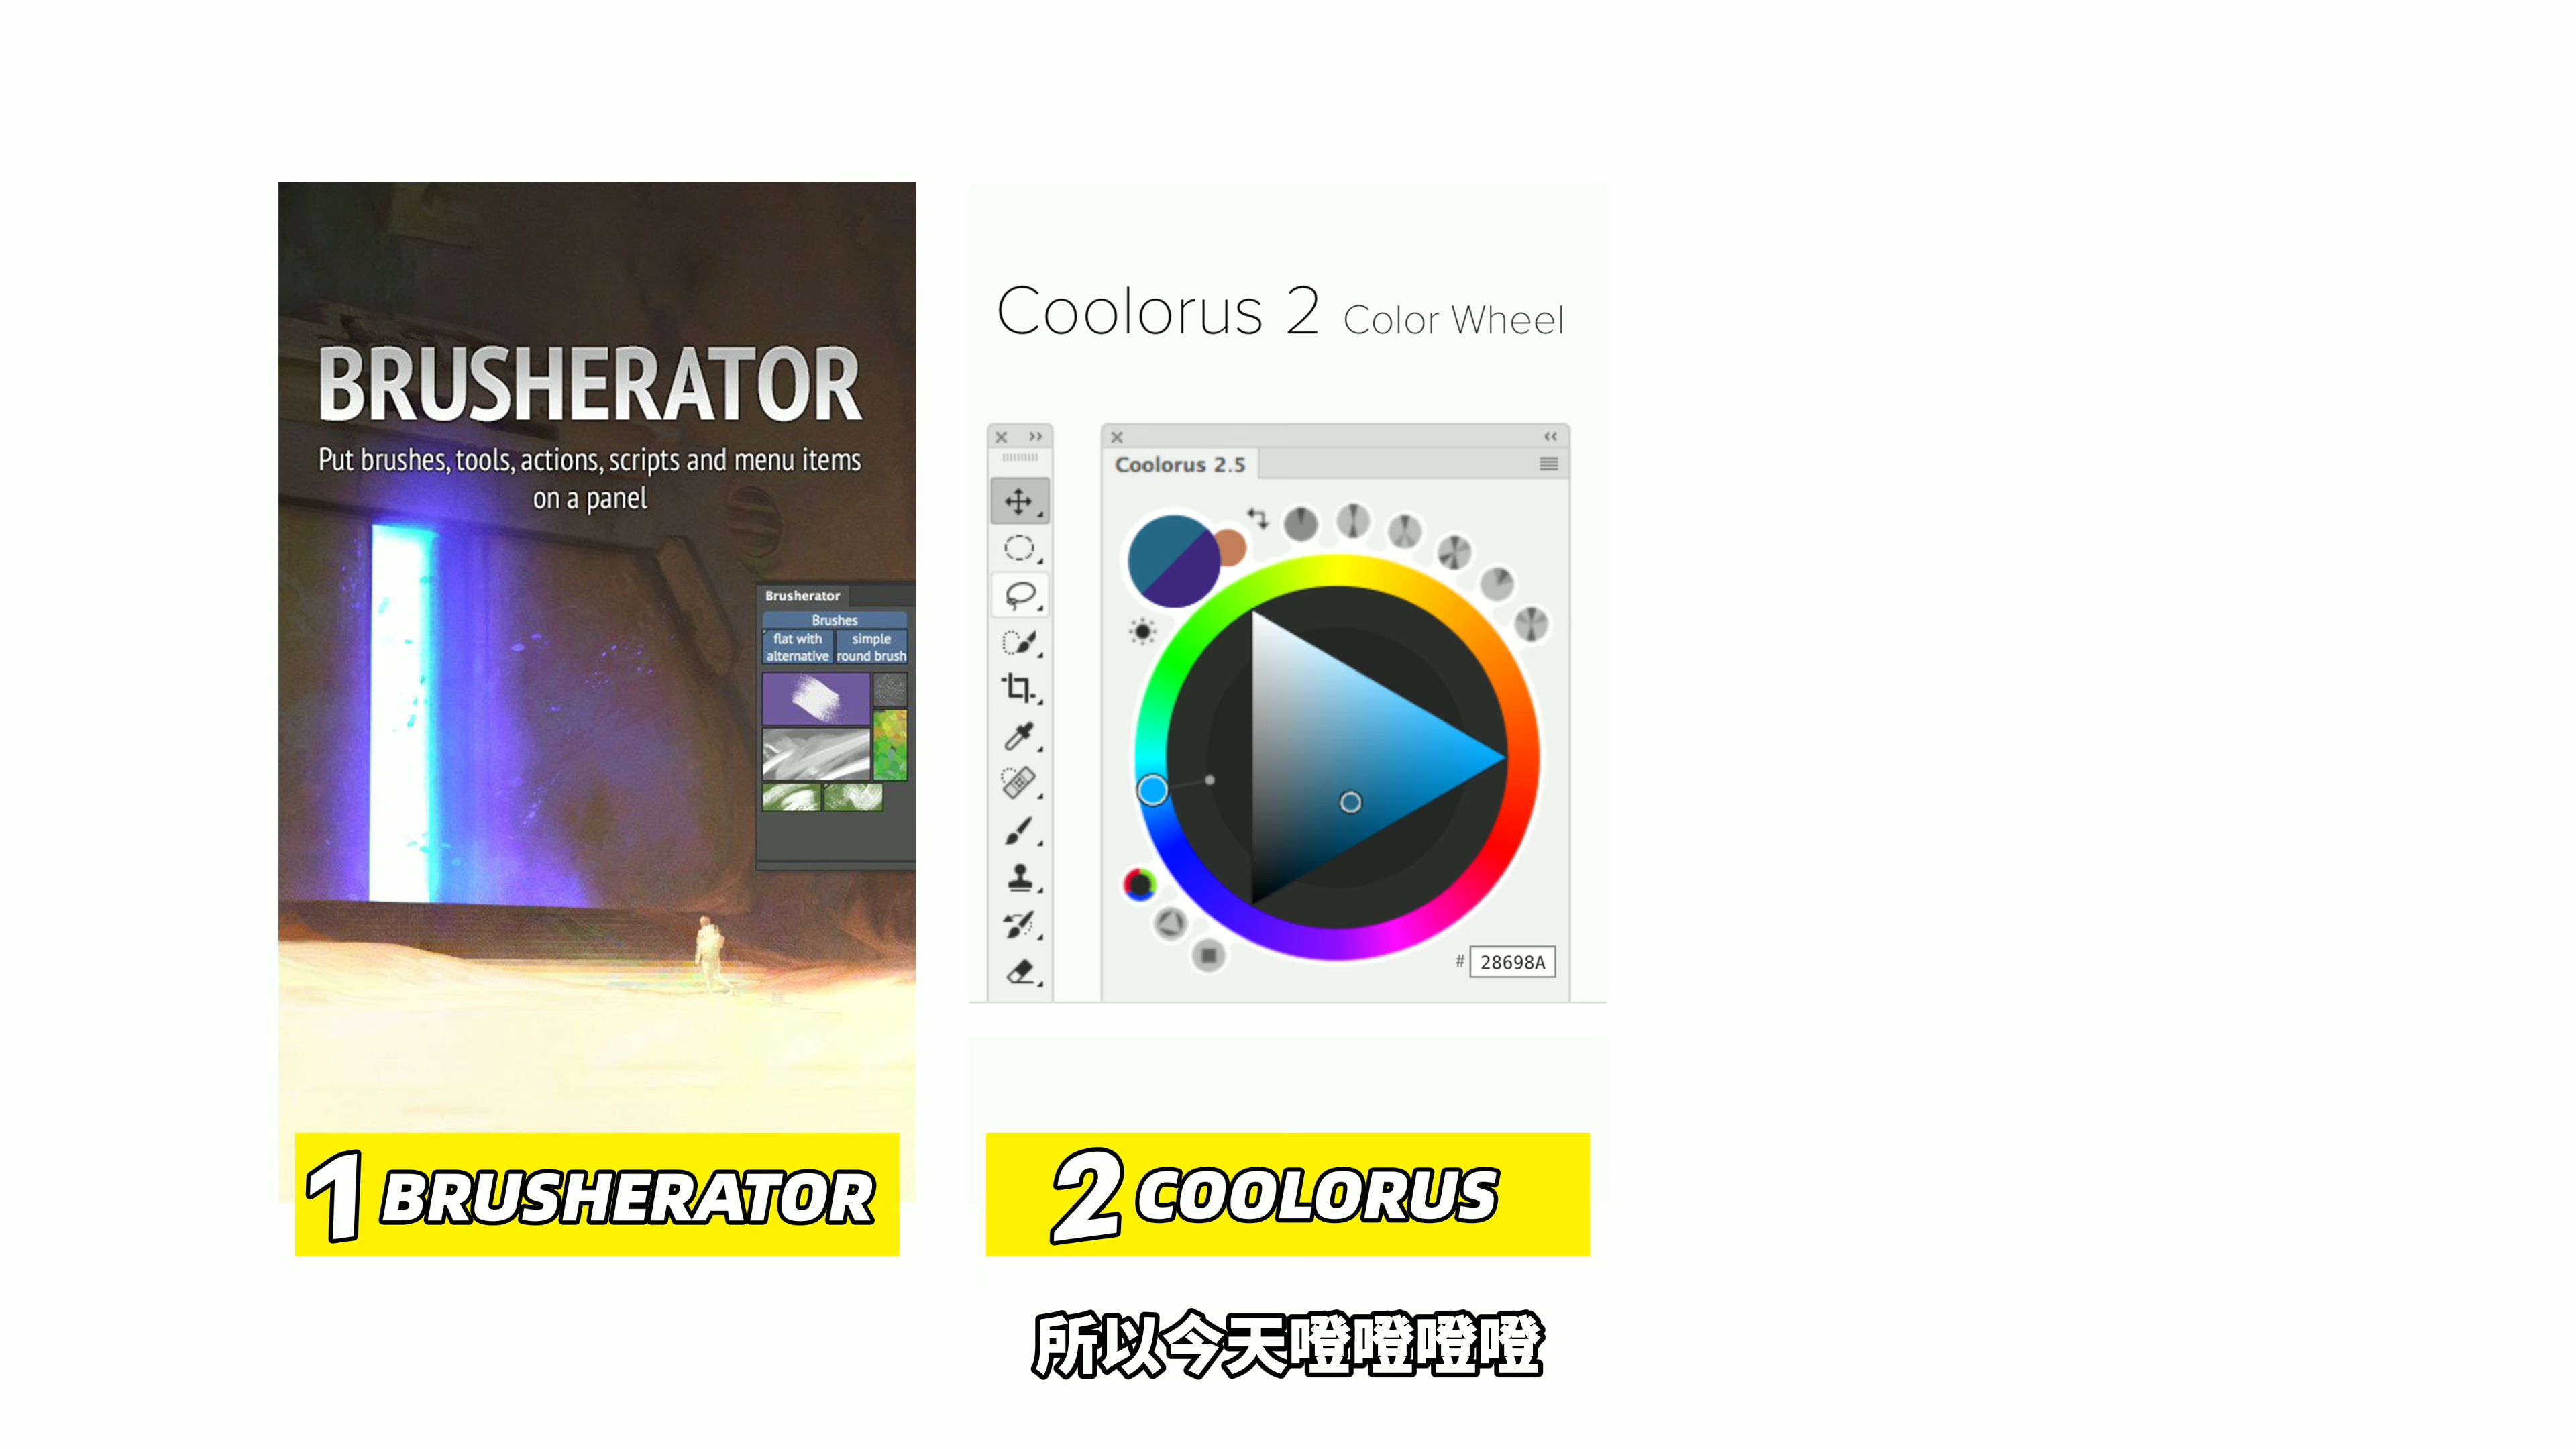 BRUSHERATOR
Put brushes, tools, actions, scripts and menu items
on a panel
Brusherator
Brushes
flat with
alternative
simple
round brush
1 BRUSHERATOR
Coolorus 2 Color Wheel
Coolorus 2.5
# 28698A
2 COOLORUS
所以今天噔噔噔噔